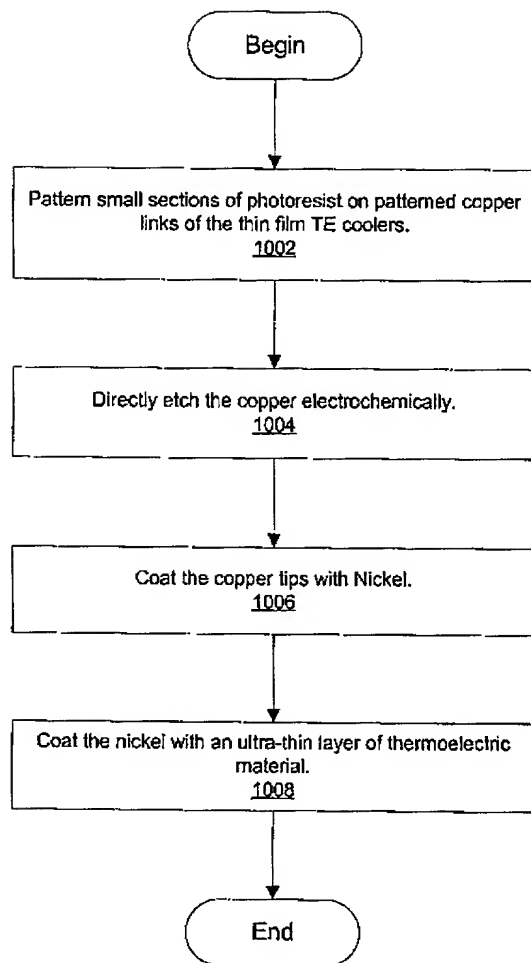 Begin
Pattern small sections of photoresist on patterned copper
links of the thin film TE coolers.
1002
Directly etch the copper electrochemically.
1004
Coat the copper tips with Nickel.
1006
Coat the nickel with an ultra-thin layer of thermoelectric
material.
1008
End